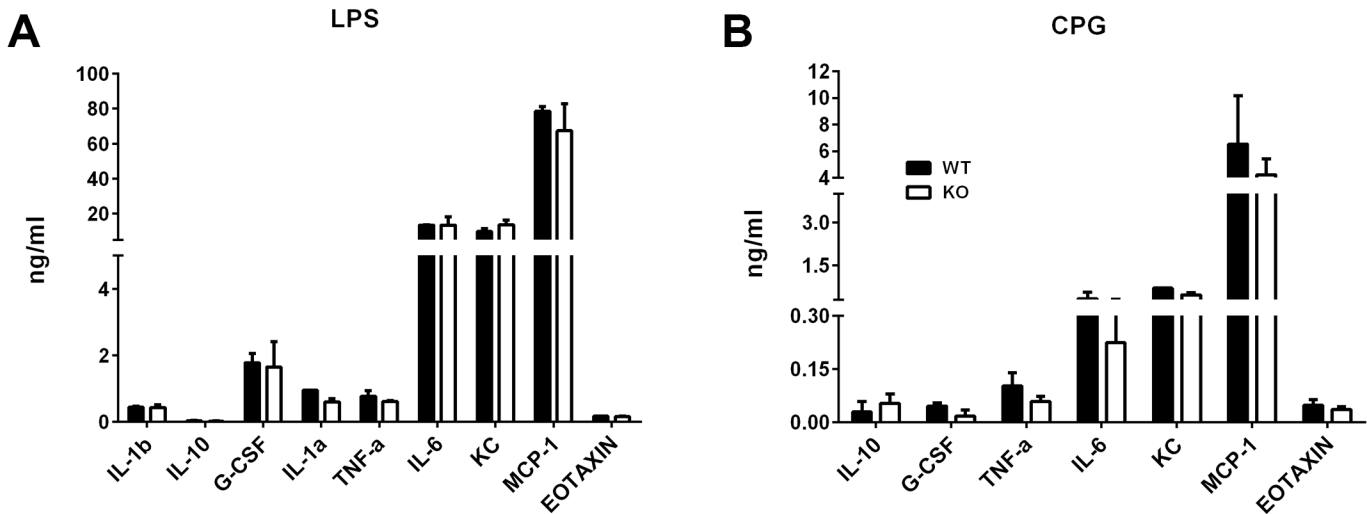 A
LPS
ng/ml
100
80
60
40
20
4
2
0
IL-1b
IL-10
G-CSF
IL-1a
TNF-a
IL-6
KC
MCP-1
EOTAXIN
B
CPG
ng/ml
12
10
8
6
4
3.0
1.5
0.30
0.15
0.00
WT
KO
IL-10
G-CSF
TNF-a
IL-6
KC
MCP-1
EOTAXIN